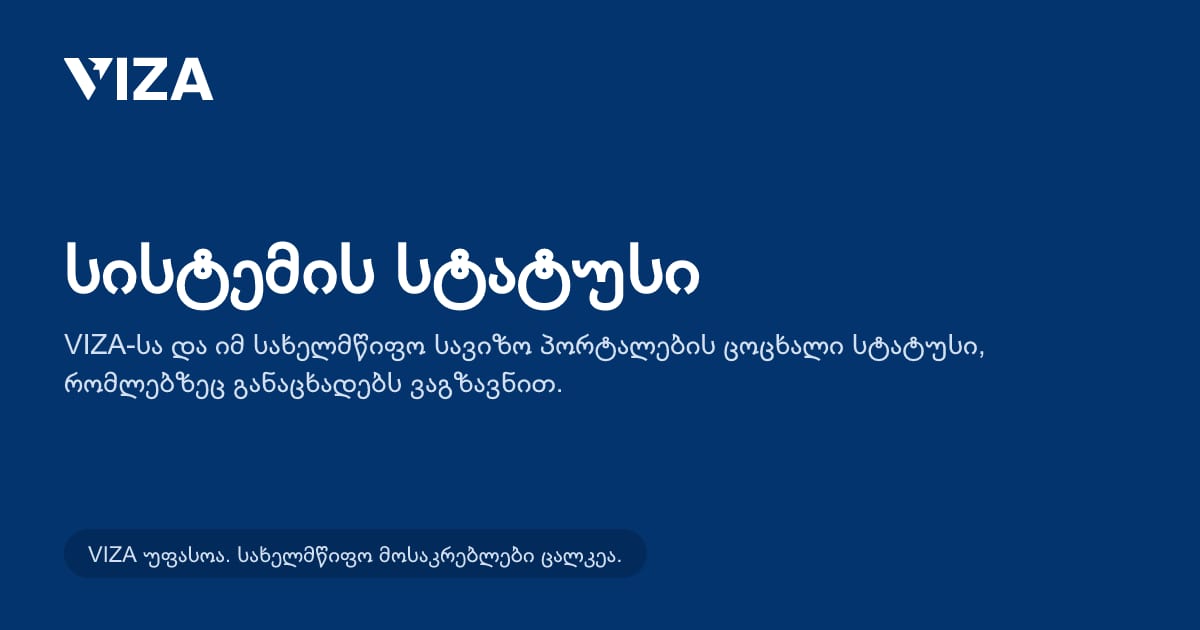 VIZA
სისტემის სტატუსი
VIZA-სა და იმ სახელმწიფო სავიზო პორტალების ცოცხალი სტატუსი,
რომლებზეც განაცხადებს ვაგზავნით.
VIZA უფასოა. სახელმწიფო მოსაკრებლები ცალკეა.